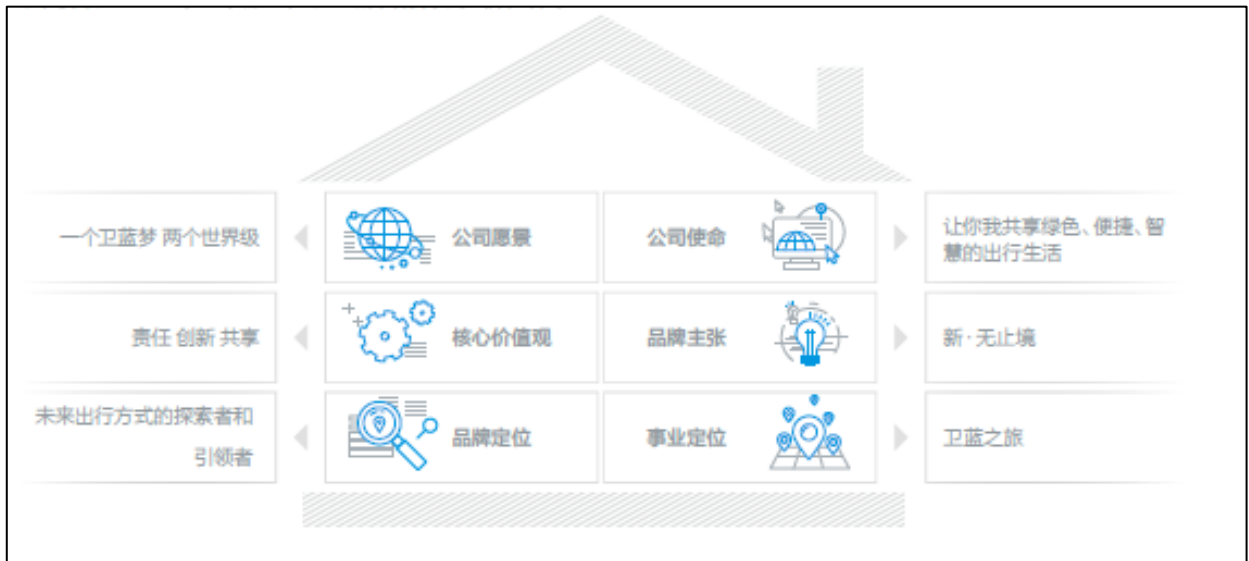 一个卫蓝梦 两个世界级
公司愿景
公司使命
让你我共享绿色、便捷、智
慧的出行生活
责任 创新 共享
核心价值观
品牌主张
新·无止境
未来出行方式的探索者和
引领者
品牌定位
事业定位
卫蓝之旅